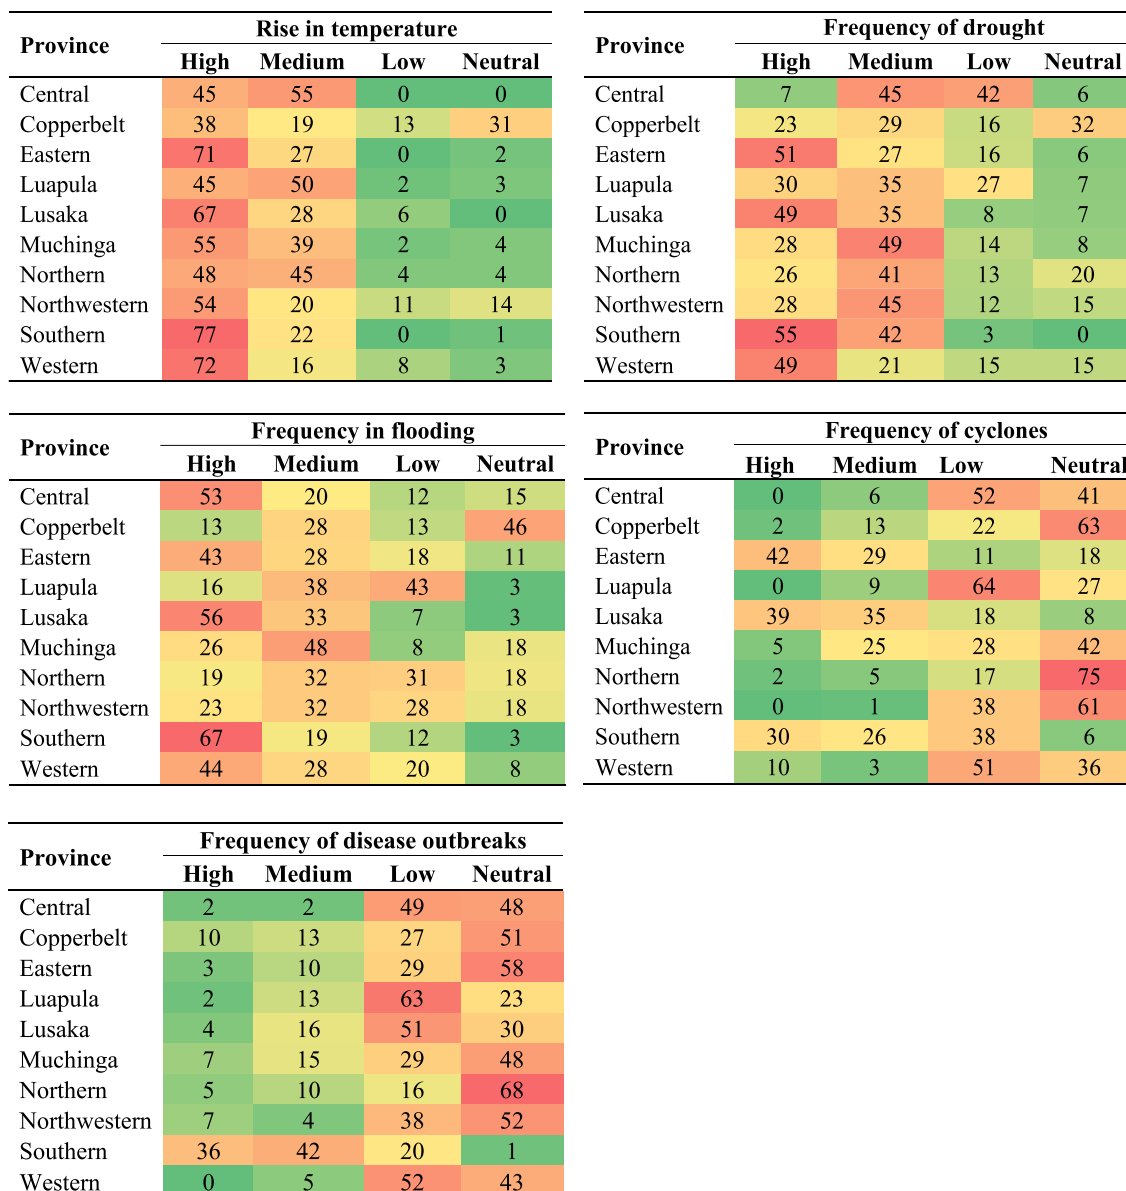 Province Rise in temperature
High Medium Low Neutral
Central 45 55 0 0
Copperbelt 38 19 13 31
Eastern 71 27 0 2
Luapula 45 50 2 3
Lusaka 67 28 6 0
Muchinga 55 39 2 4
Northern 48 45 4 4
Northwestern 54 20 11 14
Southern 77 22 0 1
Western 72 16 8 3
Province Frequency of drought
High Medium Low Neutral
Central 7 45 42 6
Copperbelt 23 29 16 32
Eastern 51 27 16 6
Luapula 30 35 27 7
Lusaka 49 35 8 7
Muchinga 28 49 14 8
Northern 26 41 13 20
Northwestern 28 45 12 15
Southern 55 42 3 0
Western 49 21 15 15
Province Frequency in flooding
High Medium Low Neutral
Central 53 20 12 15
Copperbelt 13 28 13 46
Eastern 43 28 18 11
Luapula 16 38 43 3
Lusaka 56 33 7 3
Muchinga 26 48 8 18
Northern 19 32 31 18
Northwestern 23 32 28 18
Southern 67 19 12 3
Western 44 28 20 8
Province Frequency of cyclones
High Medium Low Neutral
Central 0 6 52 41
Copperbelt 2 13 22 63
Eastern 42 29 11 18
Luapula 0 9 64 27
Lusaka 39 35 18 8
Muchinga 5 25 28 42
Northern 2 5 17 75
Northwestern 0 1 38 61
Southern 30 26 38 6
Western 10 3 51 36
Province Frequency of disease outbreaks
High Medium Low Neutral
Central 2 2 49 48
Copperbelt 10 13 27 51
Eastern 3 10 29 58
Luapula 2 13 63 23
Lusaka 4 16 51 30
Muchinga 7 15 29 48
Northern 5 10 16 68
Northwestern 7 4 38 52
Southern 36 42 20 1
Western 0 5 52 43